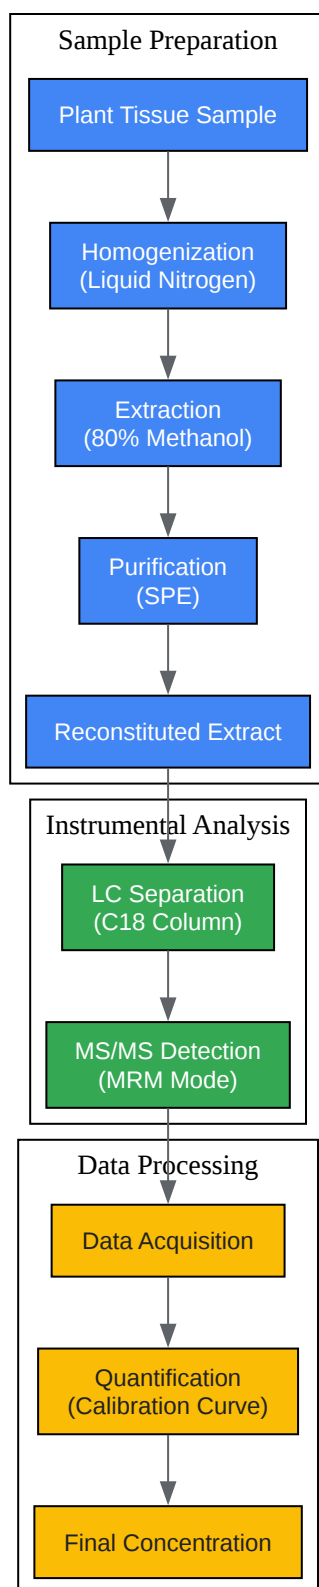 Sample Preparation
Plant Tissue Sample
Homogenization
(Liquid Nitrogen)
Extraction
(80% Methanol)
Purification
(SPE)
Reconstituted Extract
Instrumental Analysis
LC Separation
(C18 Column)
MS/MS Detection
(MRM Mode)
Data Processing
Data Acquisition
Quantification
(Calibration Curve)
Final Concentration